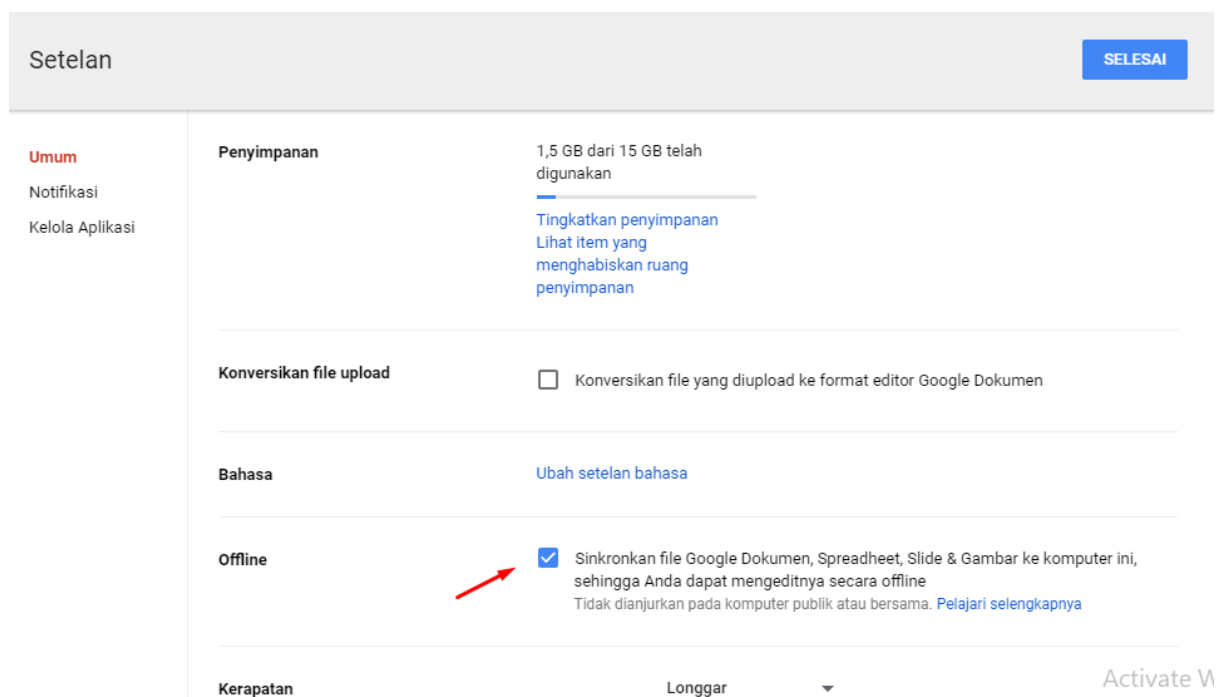 Setelan
SELESAI
Umum
Notifikasi
Kelola Aplikasi
Penyimpanan
1,5 GB dari 15 GB telah
digunakan
Tingkatkan penyimpanan
Lihat item yang
menghabiskan ruang
penyimpanan
Konversikan file upload
Konversikan file yang diupload ke format editor Google Dokumen
Bahasa
Ubah setelan bahasa
Offline
Sinkronkan file Google Dokumen, Spreadheet, Slide & Gambar ke komputer ini,
sehingga Anda dapat mengeditnya secara offline
Tidak dianjurkan pada komputer publik atau bersama. Pelajari selengkapnya
Kerapatan
Longgar
Activate W